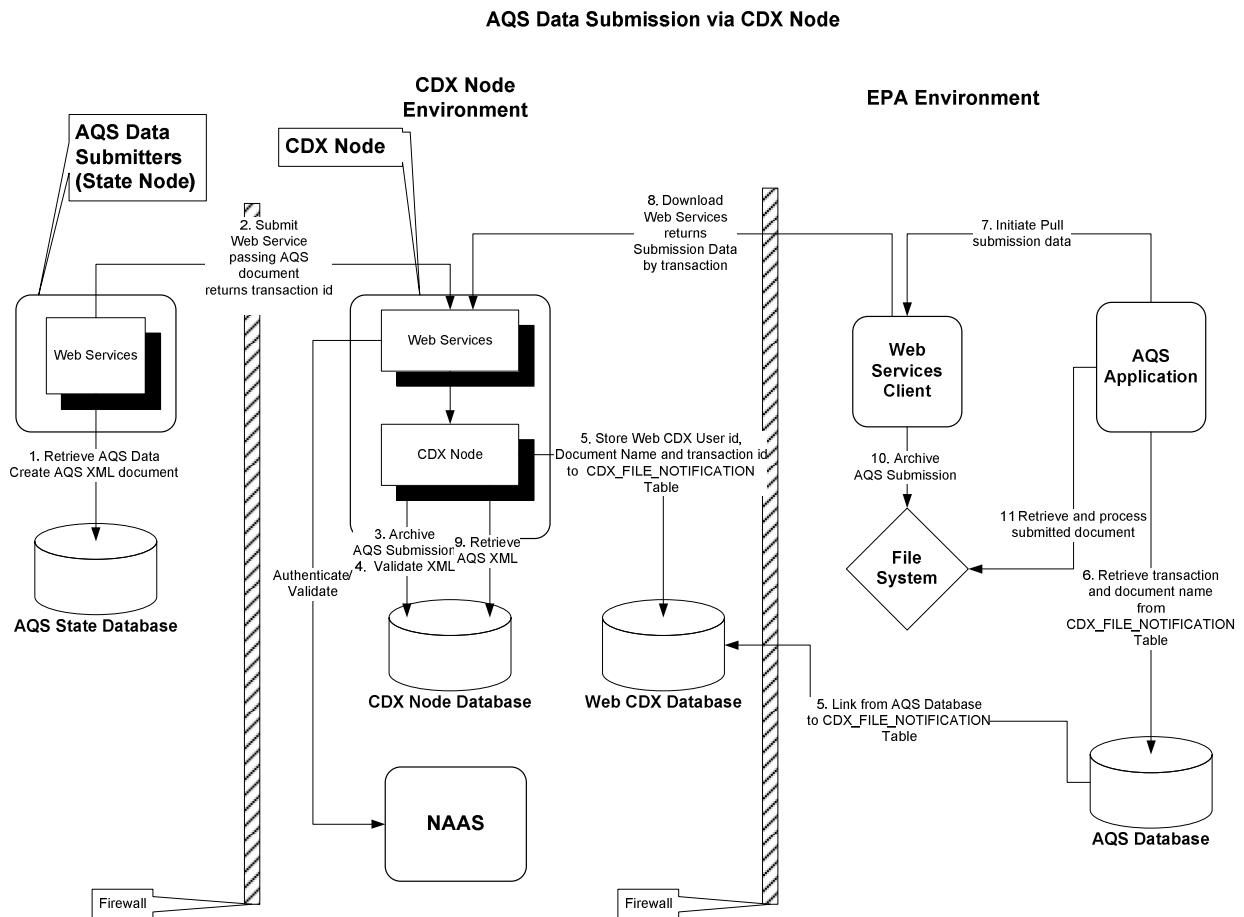 AQS Data Submission via CDX Node
CDX Node
Environment
EPA Environment
AQS Data
Submitters
(State Node)
CDX Node
2. Submit
Web Service
passing AQS
document
returns transaction id
8. Download
Web Services
returns
Submission Data
by transaction
7. Initiate Pull
submission data
Web Services
Web Services
Web
Services
Client
AQS
Application
1. Retrieve AQS Data
Create AQS XML document
CDX Node
5. Store Web CDX User id,
Document Name and transaction id
to CDX_FILE_NOTIFICATION
Table
10. Archive
AQS Submission
3. Archive
AQS Submission
4. Validate XML
9. Retrieve
AQS XML
11 Retrieve and process
submitted document
File
System
Authenticate/
Validate
6. Retrieve transaction
and document name
from
CDX_FILE_NOTIFICATION
Table
AQS State Database
CDX Node Database
Web CDX Database
5. Link from AQS Database
to CDX_FILE_NOTIFICATION
Table
NAAS
AQS Database
Firewall
Firewall